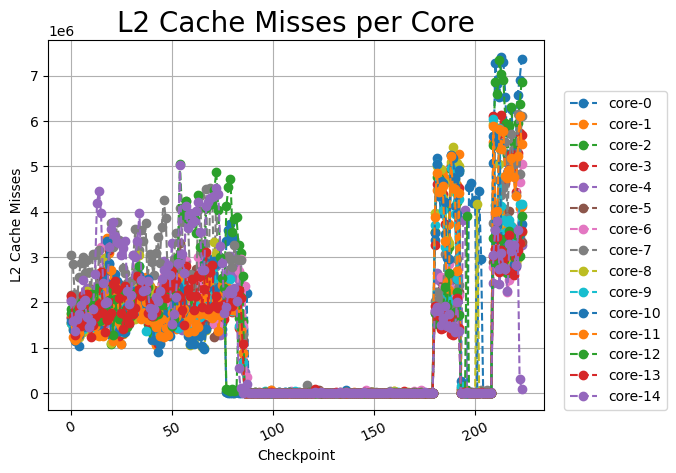 L2 Cache Misses per Core
1e6
7
6
5
4
3
2
1
0
L2 Cache Misses
0
50
100
150
200
Checkpoint
core-0
core-1
core-2
core-3
core-4
core-5
core-6
core-7
core-8
core-9
core-10
core-11
core-12
core-13
core-14